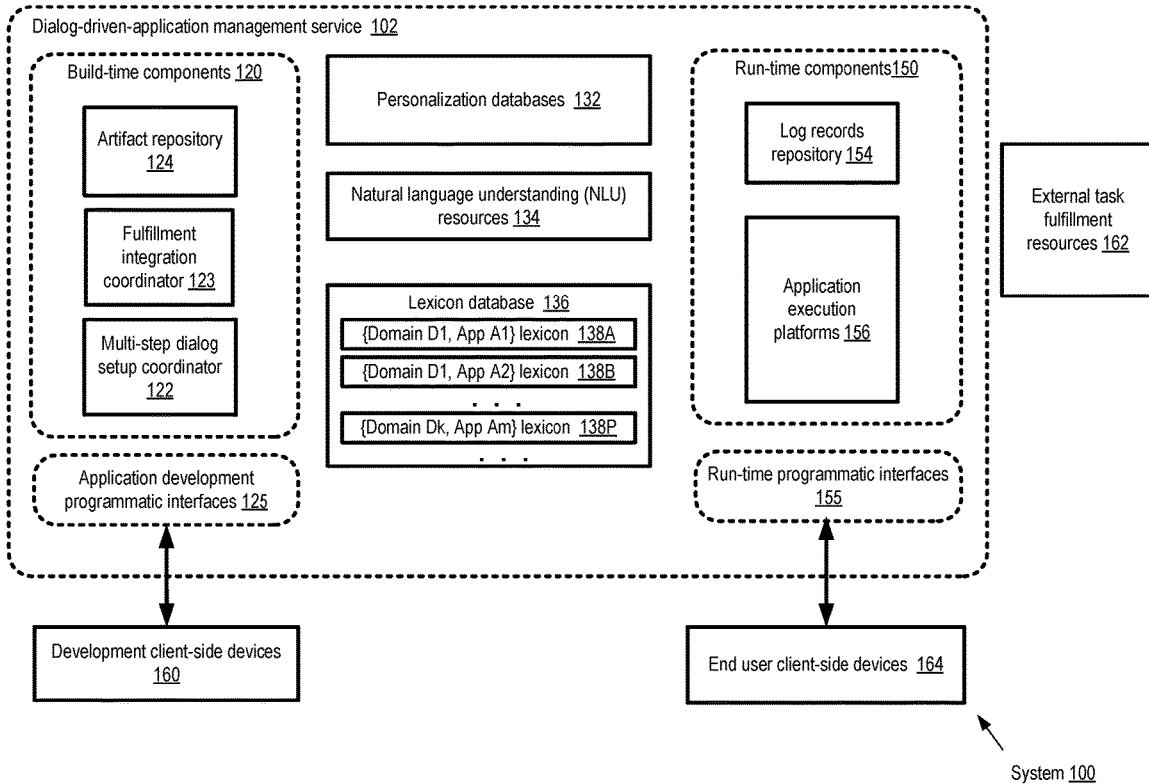 Dialog-driven-application management service 102
Build-time components 120
Artifact repository
124
Fulfillment
integration
coordinator 123
Multi-step dialog
setup coordinator
122
Application development
programmatic interfaces 125
Personalization databases 132
Natural language understanding (NLU)
resources 134
Lexicon database 136
{Domain D1, App A1} lexicon 138A
{Domain D1, App A2} lexicon 138B
. . .
{Domain Dk, App Am} lexicon 138P
. . .
Run-time components150
Log records
repository 154
Application
execution
platforms 156
Run-time programmatic interfaces
155
External task
fulfillment
resources 162
Development client-side devices
160
End user client-side devices 164
System 100